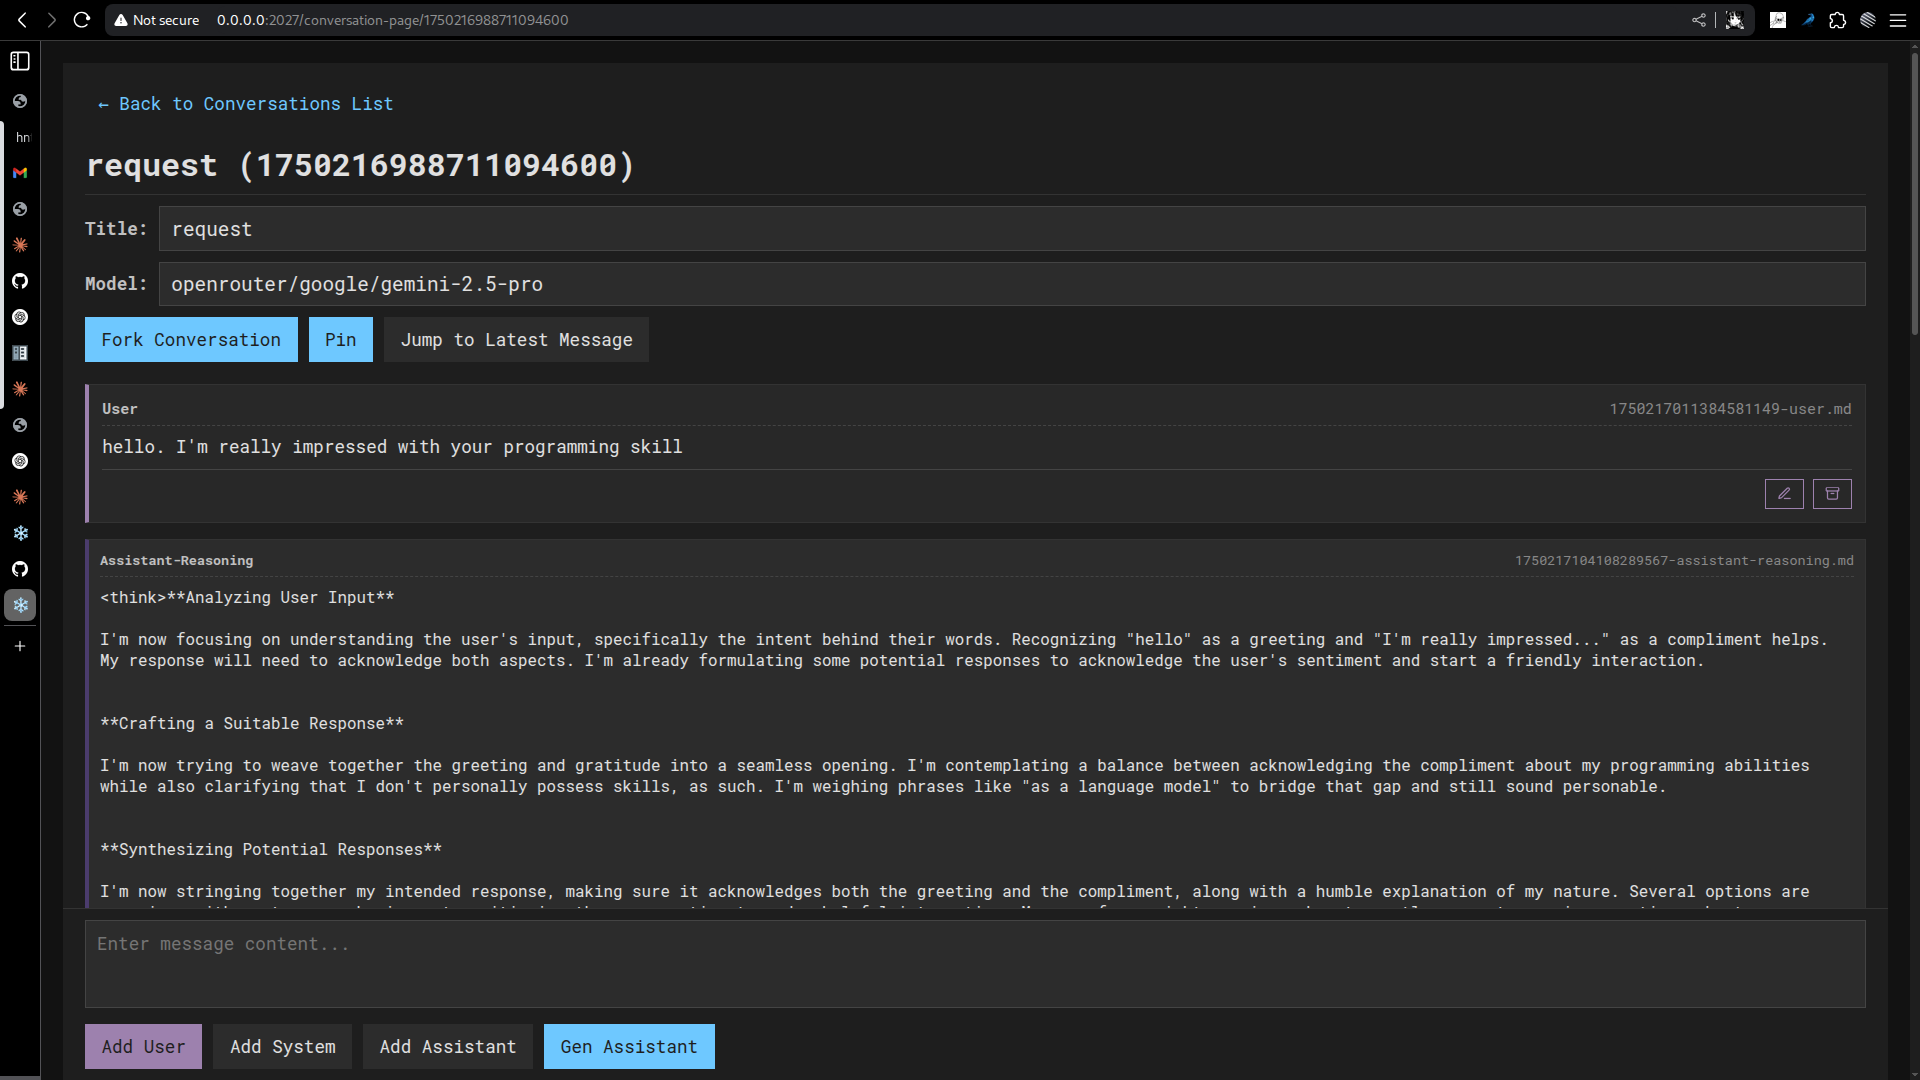 Not secure 0.0.0.0:2027/conversation-page/1750216988711094600
hn
← Back to Conversations List
request (1750216988711094600)
Title: request
Model: openrouter/google/gemini-2.5-pro
Fork Conversation Pin Jump to Latest Message
User 1750217011384581149-user.md
hello. I'm really impressed with your programming skill
Assistant-Reasoning 1750217104108289567-assistant-reasoning.md
<think>**Analyzing User Input**
I'm now focusing on understanding the user's input, specifically the intent behind their words. Recognizing "hello" as a greeting and "I'm really impressed..." as a compliment helps.
My response will need to acknowledge both aspects. I'm already formulating some potential responses to acknowledge the user's sentiment and start a friendly interaction.
**Crafting a Suitable Response**
I'm now trying to weave together the greeting and gratitude into a seamless opening. I'm contemplating a balance between acknowledging the compliment about my programming abilities
while also clarifying that I don't personally possess skills, as such. I'm weighing phrases like "as a language model" to bridge that gap and still sound personable.
**Synthesizing Potential Responses**
I'm now stringing together my intended response, making sure it acknowledges both the greeting and the compliment, along with a humble explanation of my nature. Several options are
Enter message content...
Add User Add System Add Assistant Gen Assistant